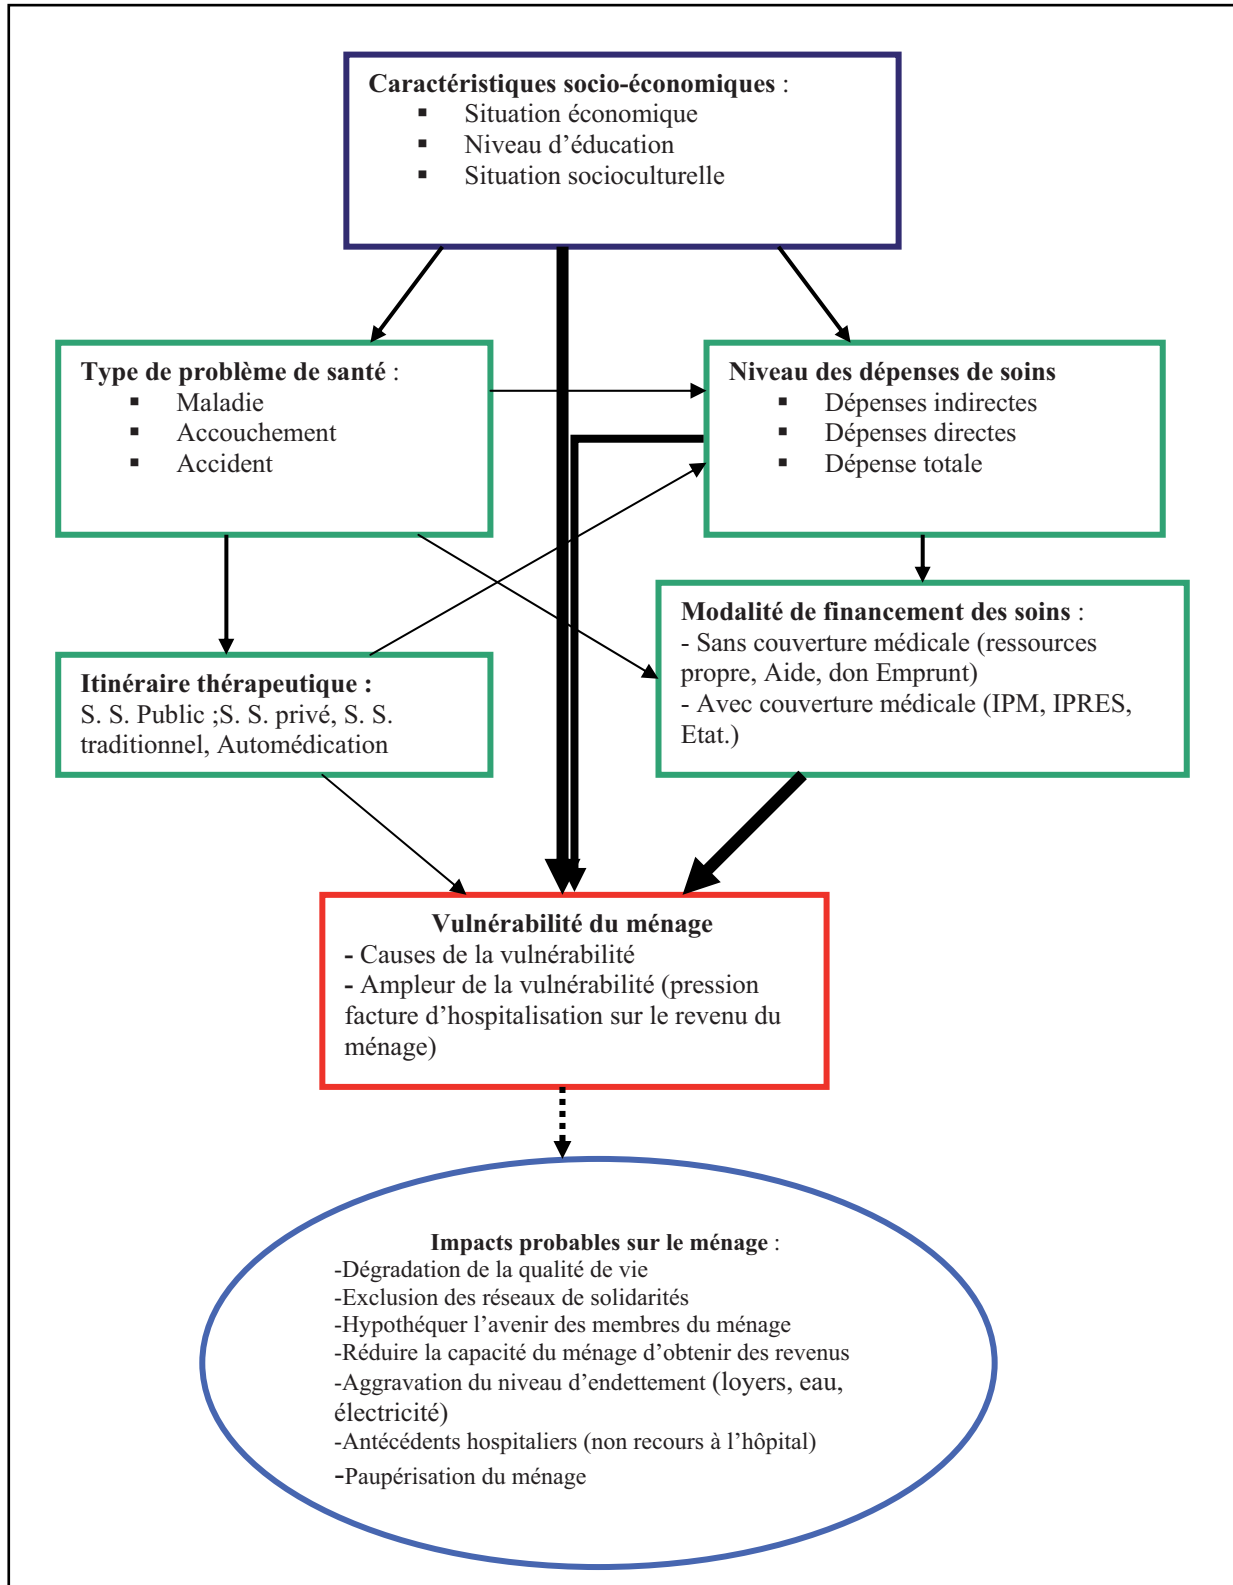 Caractéristiques socio-économiques :
▪ Situation économique
▪ Niveau d’éducation
▪ Situation socioculturelle
Type de problème de santé :
▪ Maladie
▪ Accouchement
▪ Accident
Niveau des dépenses de soins
▪ Dépenses indirectes
▪ Dépenses directes
▪ Dépense totale
Itinéraire thérapeutique :
S. S. Public ;S. S. privé, S. S.
traditionnel, Automédication
Modalité de financement des soins :
- Sans couverture médicale (ressources
propre, Aide, don Emprunt)
- Avec couverture médicale (IPM, IPRES,
Etat.)
Vulnérabilité du ménage
- Causes de la vulnérabilité
- Ampleur de la vulnérabilité (pression
facture d’hospitalisation sur le revenu du
ménage)
Impacts probables sur le ménage :
-Dégradation de la qualité de vie
-Exclusion des réseaux de solidarités
-Hypothéquer l’avenir des membres du ménage
-Réduire la capacité du ménage d’obtenir des revenus
-Aggravation du niveau d’endettement (loyers, eau,
électricité)
-Antécédents hospitaliers (non recours à l’hôpital)
-Paupérisation du ménage